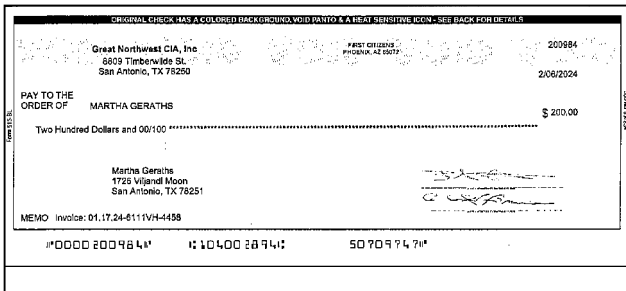 ORIGINAL CHECK HAS A COLORED BACKGROUND, VOID PANTO & A HEAT SENSITIVE ICON - SEE BACK FOR DETAILS
Great Northwest CIA, Inc
8809 Timberwilde St.
San Antonio, TX 78250
FIRST CITIZENS
PHOENIX, AZ 85072
200984
2/06/2024
PAY TO THE
ORDER OF MARTHA GERATHS
$ 200.00
Two Hundred Dollars and 00/100
Martha Geraths
1725 Viljandi Moon
San Antonio, TX 78251
MEMO Invoice: 01.17.24-6111VH-4458
⑈0000200984⑈ ⑆104002894⑆ 50709747⑈